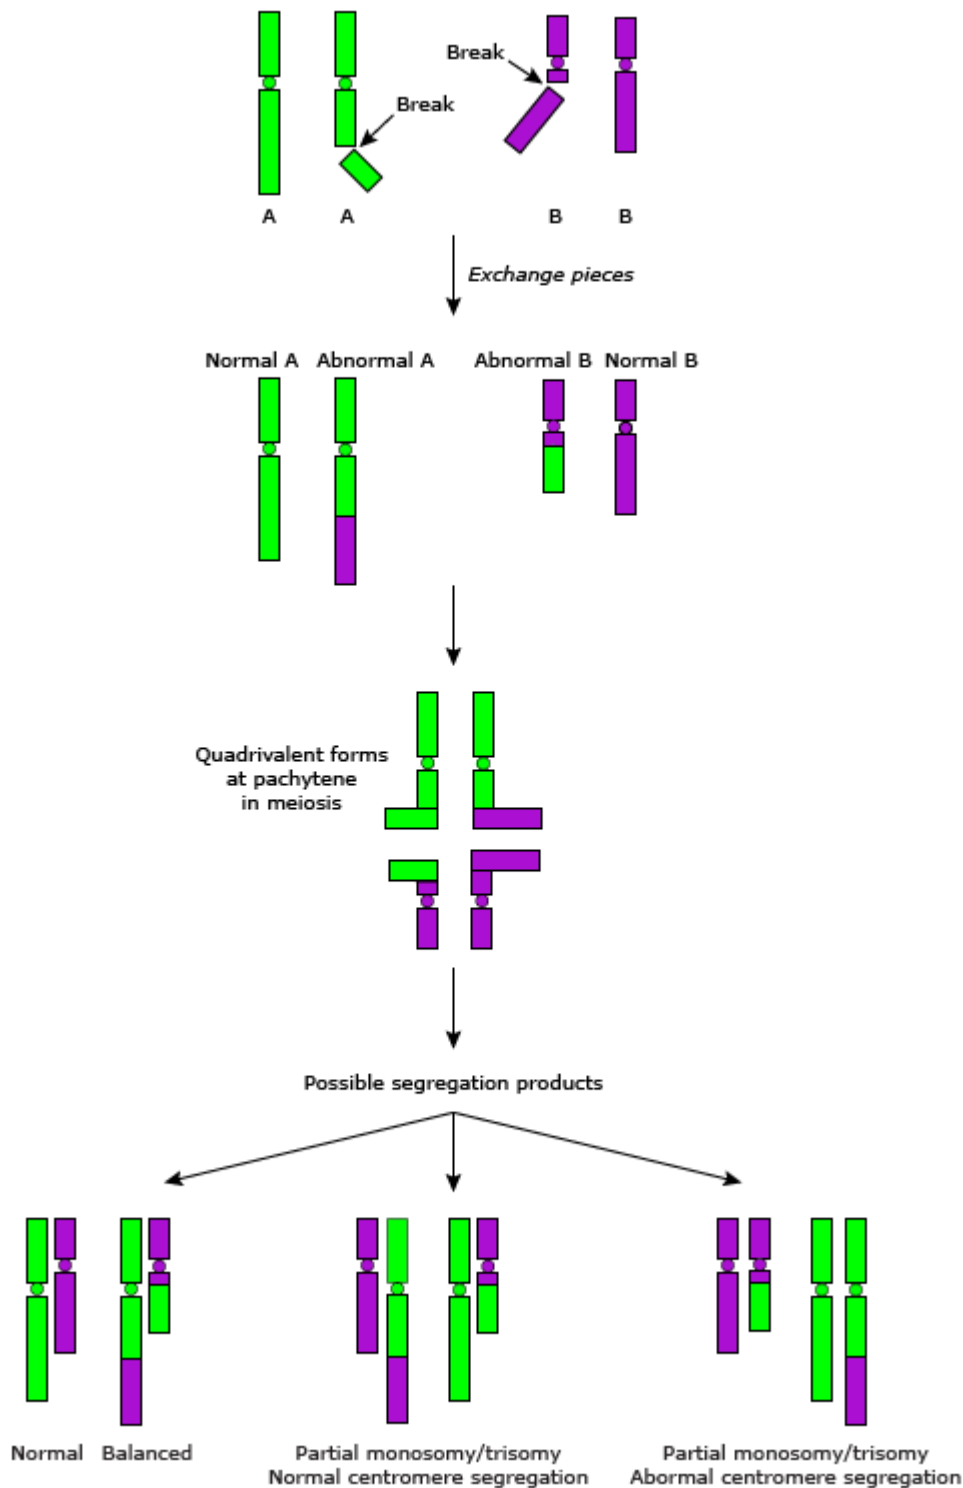 Break
Break
A A B B
Exchange pieces
Normal A Abnormal A Abnormal B Normal B
Quadrivalent forms
at pachytene
in meiosis
Possible segregation products
Normal Balanced
Partial monosomy/trisomy
Normal centromere segregation
Partial monosomy/trisomy
Abormal centromere segregation